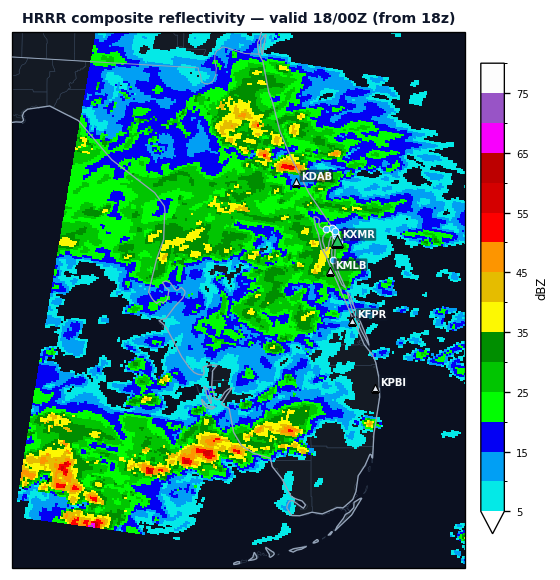 HRRR composite reflectivity — valid 18/00Z (from 18z)
KDAB
KXMR
KMLB
KFPR
KPBI
75
65
55
45
35
25
15
5
dBZ